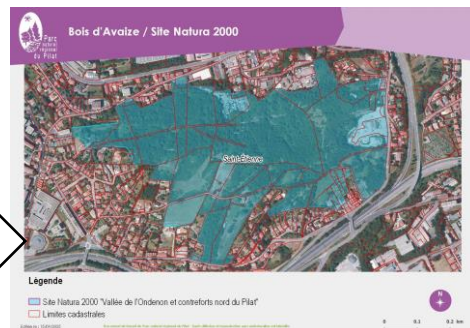 Parc
naturel
régional
du Pilat
Bois d'Avaize / Site Natura 2000
Saint-Étienne
Légende
Site Natura 2000 "Vallée de l'Ondenon et contreforts nord du Pilat"
Limites cadastrales
N
0 0.1 0.2 km